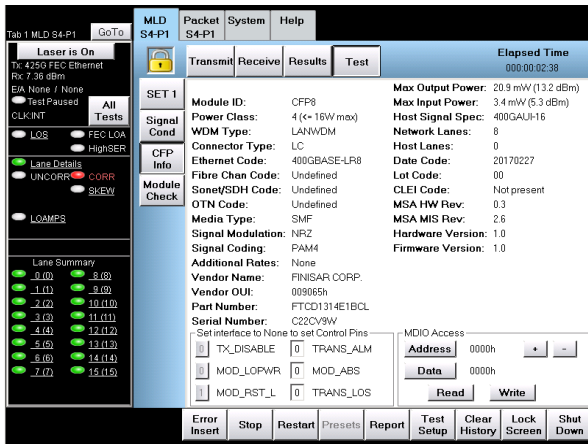 Tab 1 MLD S4-P1 GoTo
MLD S4-P1
Packet S4-P1
System
Help
Laser is On
Tx: 425G FEC Ethernet
Rx: 7.36 dBm
E/A None / None
Test Paused
CLK:INT
All Tests
LOS
FEC LOA
HighSER
Lane Details
UNCORR
CORR
SKEW
LOAMPS
Lane Summary
0 (0) 8 (8)
1 (1) 9 (9)
2 (2) 10 (10)
3 (3) 11 (11)
4 (4) 12 (12)
5 (5) 13 (13)
6 (6) 14 (14)
7 (7) 15 (15)
Transmit Receive Results Test
Elapsed Time
000:00:02:38
SET 1
Signal Cond
CFP Info
Module Check
Module ID: CFP8
Power Class: 4 (<= 16W max)
WDM Type: LANWDM
Connector Type: LC
Ethernet Code: 400GBASE-LR8
Fibre Chan Code: Undefined
Sonet/SDH Code: Undefined
OTN Code: Undefined
Media Type: SMF
Signal Modulation: NRZ
Signal Coding: PAM4
Additional Rates: None
Vendor Name: FINISAR CORP.
Vendor OUI: 009065h
Part Number: FTCD1314E1BCL
Serial Number: C22CV9W
Max Output Power: 20.9 mW (13.2 dBm)
Max Input Power: 3.4 mW (5.3 dBm)
Host Signal Spec: 400GAUI-16
Network Lanes: 8
Host Lanes: 0
Date Code: 20170227
Lot Code: 00
CLEI Code: Not present
MSA HW Rev: 0.3
MSA MIS Rev: 2.6
Hardware Version: 1.0
Firmware Version: 1.0
Set interface to None to set Control Pins
0 TX_DISABLE 0 TRANS_ALM
0 MOD_LOPWR 0 MOD_ABS
1 MOD_RST_L 0 TRANS_LOS
MDIO Access
Address 0000h + -
Data 0000h
Read Write
Error Insert
Stop
Restart
Presets
Report
Test Setup
Clear History
Lock Screen
Shut Down